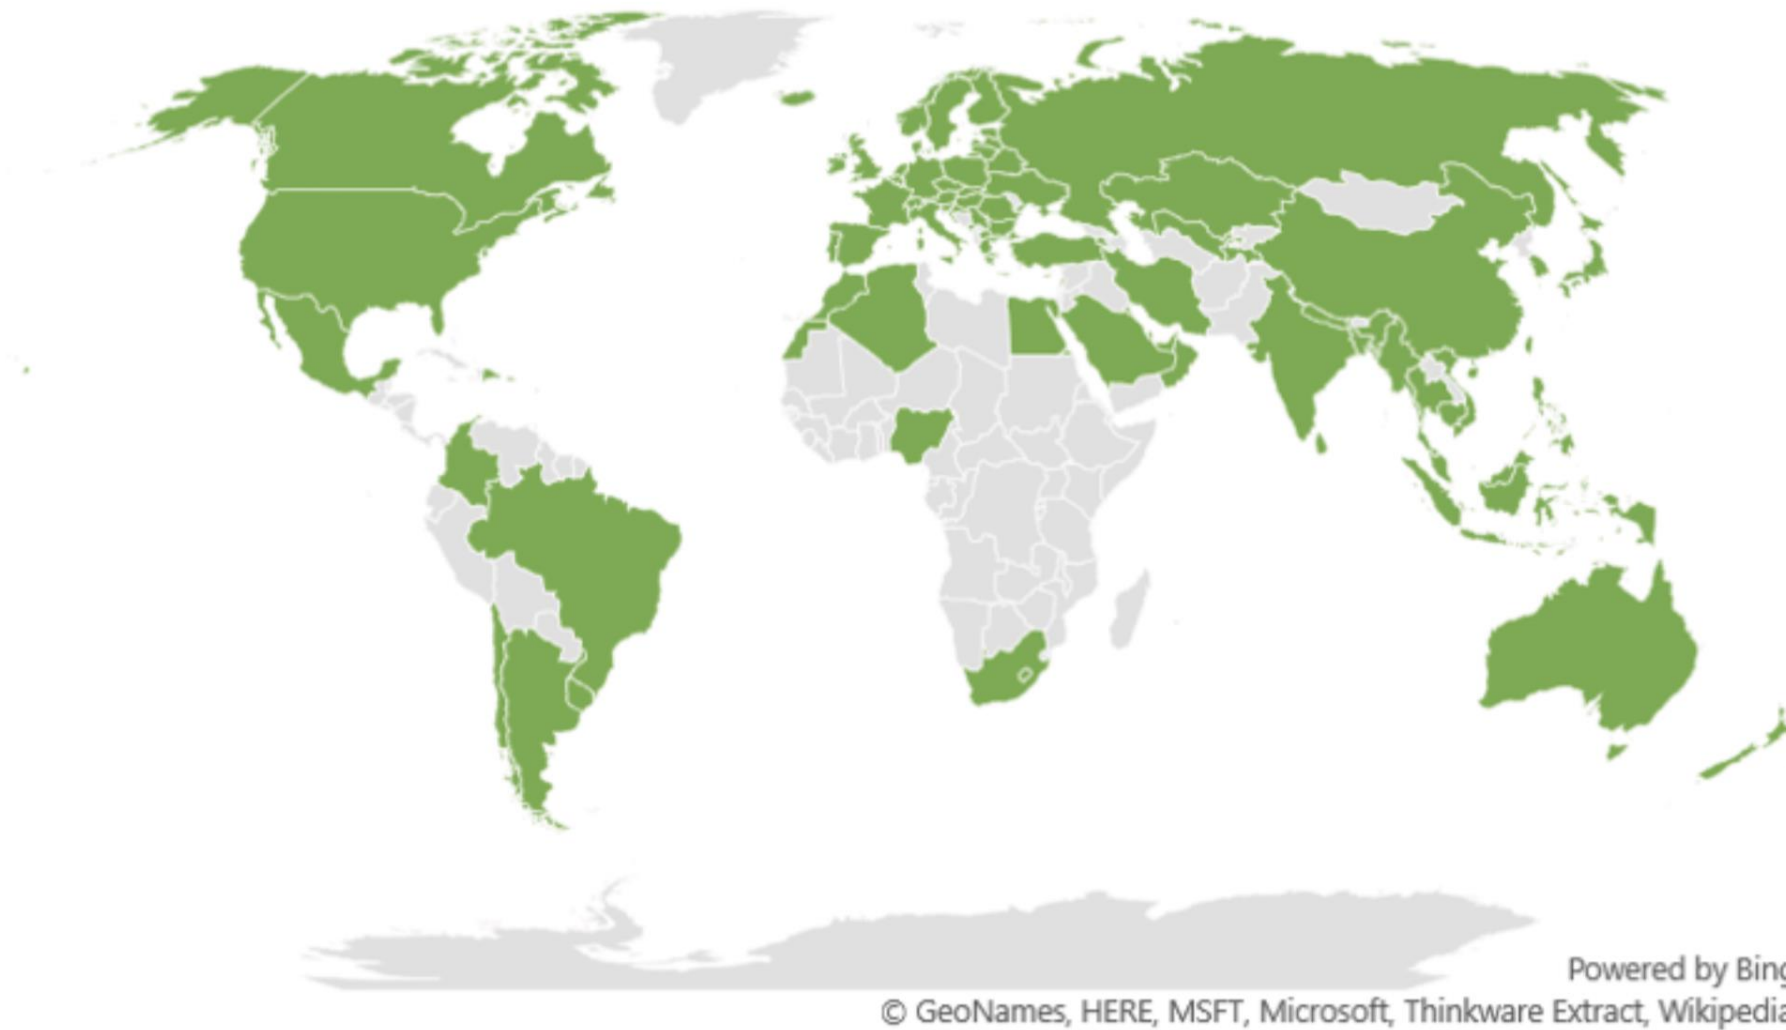 Powered by Bing
© GeoNames, HERE, MSFT, Microsoft, Thinkware Extract, Wikipedia